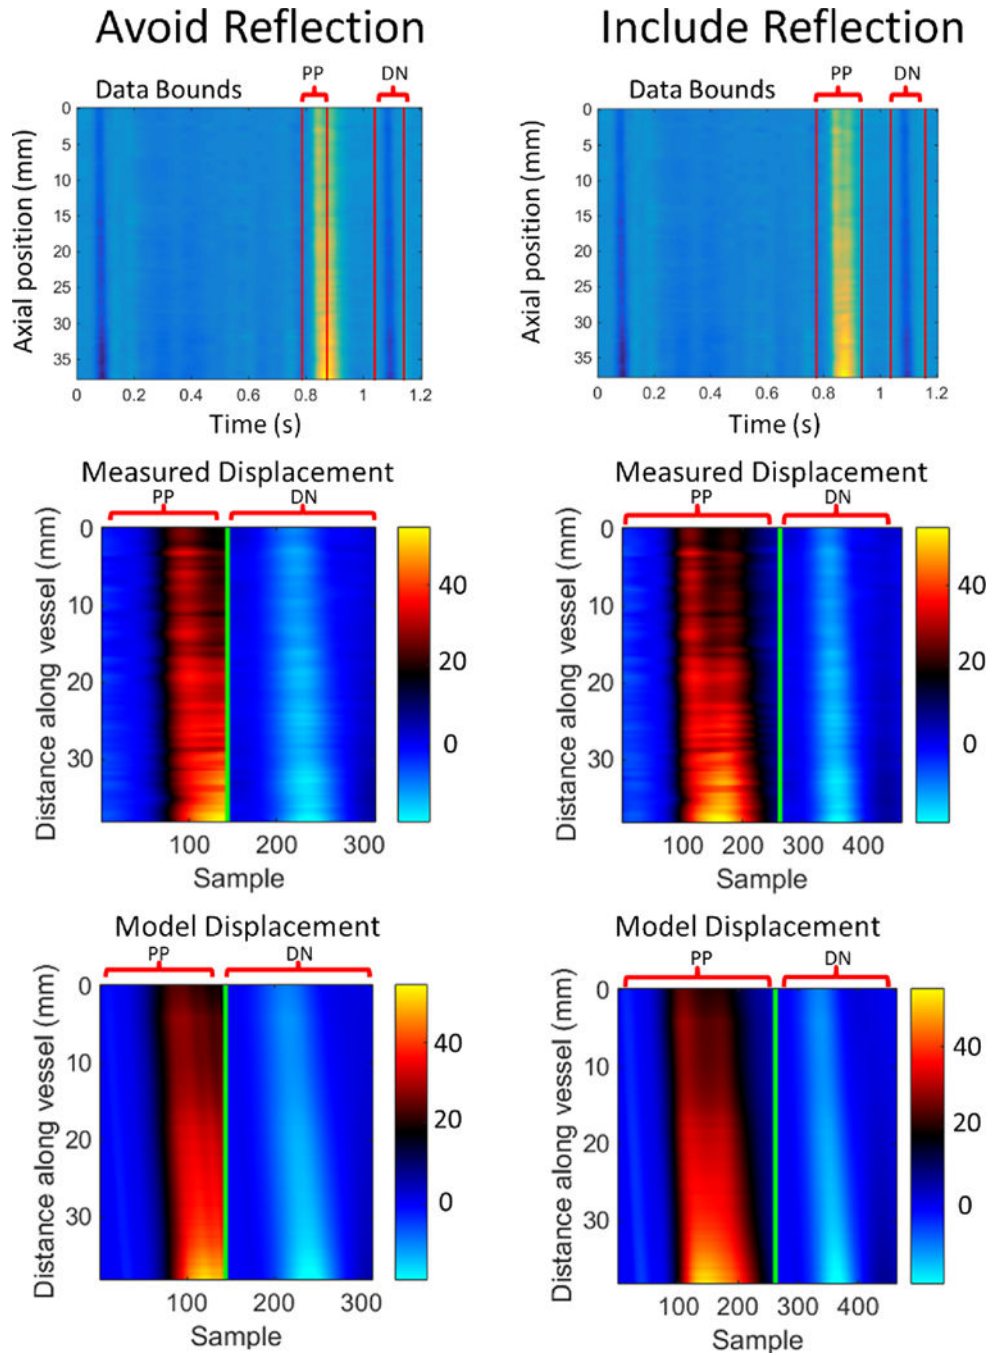 Avoid Reflection
Include Reflection
Data Bounds
PP
DN
Data Bounds
PP
DN
Axial position (mm)
0
5
10
15
20
25
30
35
0
0.2
0.4
0.6
0.8
1
1.2
Time (s)
Axial position (mm)
0
5
10
15
20
25
30
35
0
0.2
0.4
0.6
0.8
1
1.2
Time (s)
Measured Displacement
PP
DN
Distance along vessel (mm)
0
10
20
30
100
200
300
Sample
40
20
0
Measured Displacement
PP
DN
Distance along vessel (mm)
0
10
20
30
100
200
300
400
Sample
40
20
0
Model Displacement
PP
DN
Distance along vessel (mm)
0
10
20
30
100
200
300
Sample
40
20
0
Model Displacement
PP
DN
Distance along vessel (mm)
0
10
20
30
100
200
300
400
Sample
40
20
0